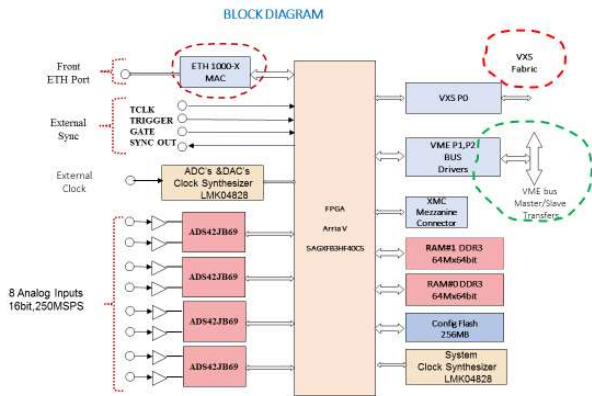 BLOCK DIAGRAM
Front
ETH Port
ETH 1000-X
MAC
VXS
Fabric
VXS P0
External
Sync
TCLK
TRIGGER
GATE
SYNC OUT
VME P1,P2
BUS
Drivers
VME bus
Master/Slave
Transfers
External
Clock
ADC's &DAC's
Clock Synthesizer
LMK04828
FPGA
Arria V
5AGXFB3HF40C5
XMC
Mezzanine
Connector
8 Analog Inputs
16bit,250MSPS
ADS42JB69
ADS42JB69
ADS42JB69
ADS42JB69
RAM#1 DDR3
64Mx64bit
RAM#0 DDR3
64Mx64bit
Config Flash
256MB
System
Clock Synthesizer
LMK04828